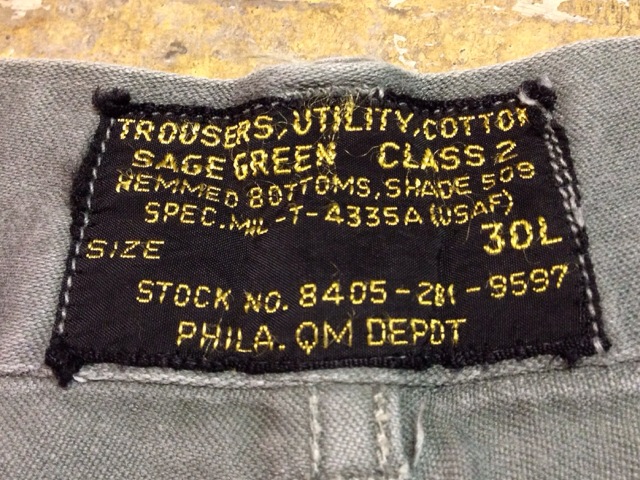 TROUSERS, UTILITY, COTTON
SAGE GREEN CLASS 2
HEMMED BOTTOMS, SHADE 509
SPEC. MIL-T-4335A (USAF)
SIZE 30L
STOCK NO. 8405-281-9597
PHILA. QM DEPOT